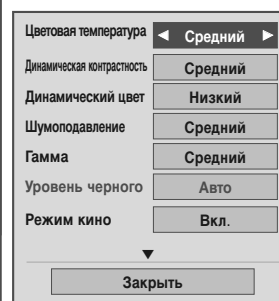 Цветовая температура ◄ Средний ►
Динамическая контрастность Средний
Динамический цвет Низкий
Шумоподавление Средний
Гамма Средний
Уровень черного Авто
Режим кино Вкл.
▼
Закрыть